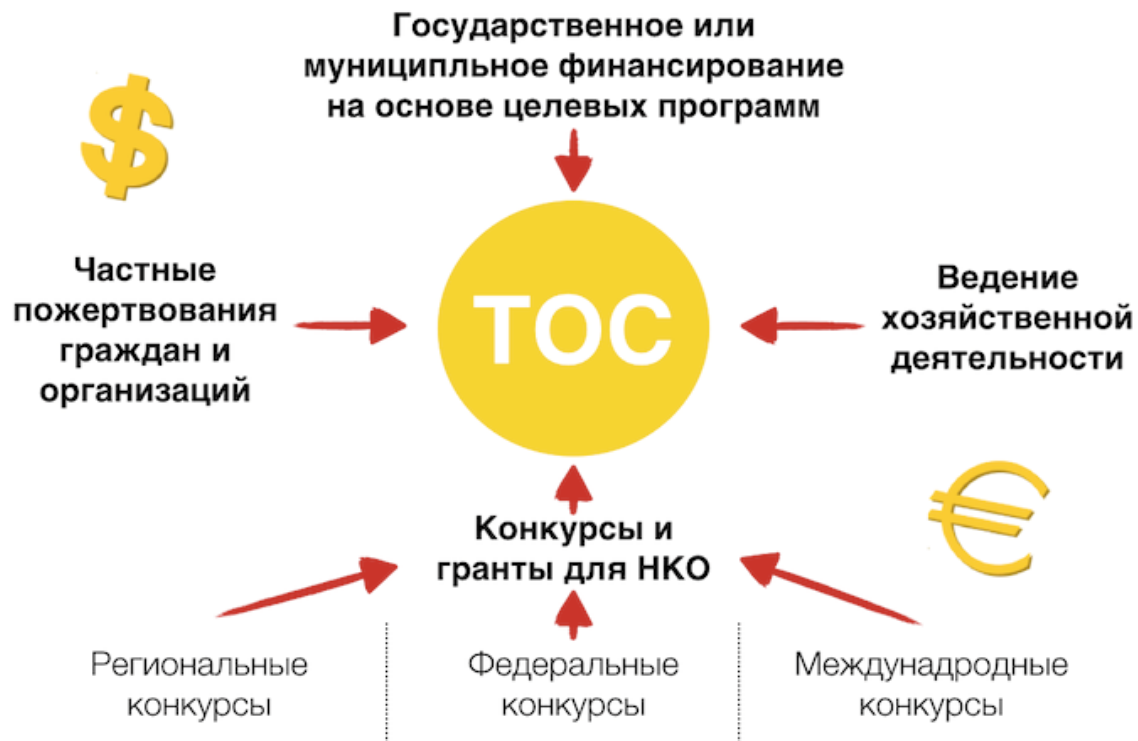 Государственное или
муниципльное финансирование
на основе целевых программ
$
Частные
пожертвования
граждан и
организаций
ТОС
Ведение
хозяйственной
деятельности
€
Конкурсы и
гранты для НКО
Региональные
конкурсы
Федеральные
конкурсы
Междунадродные
конкурсы